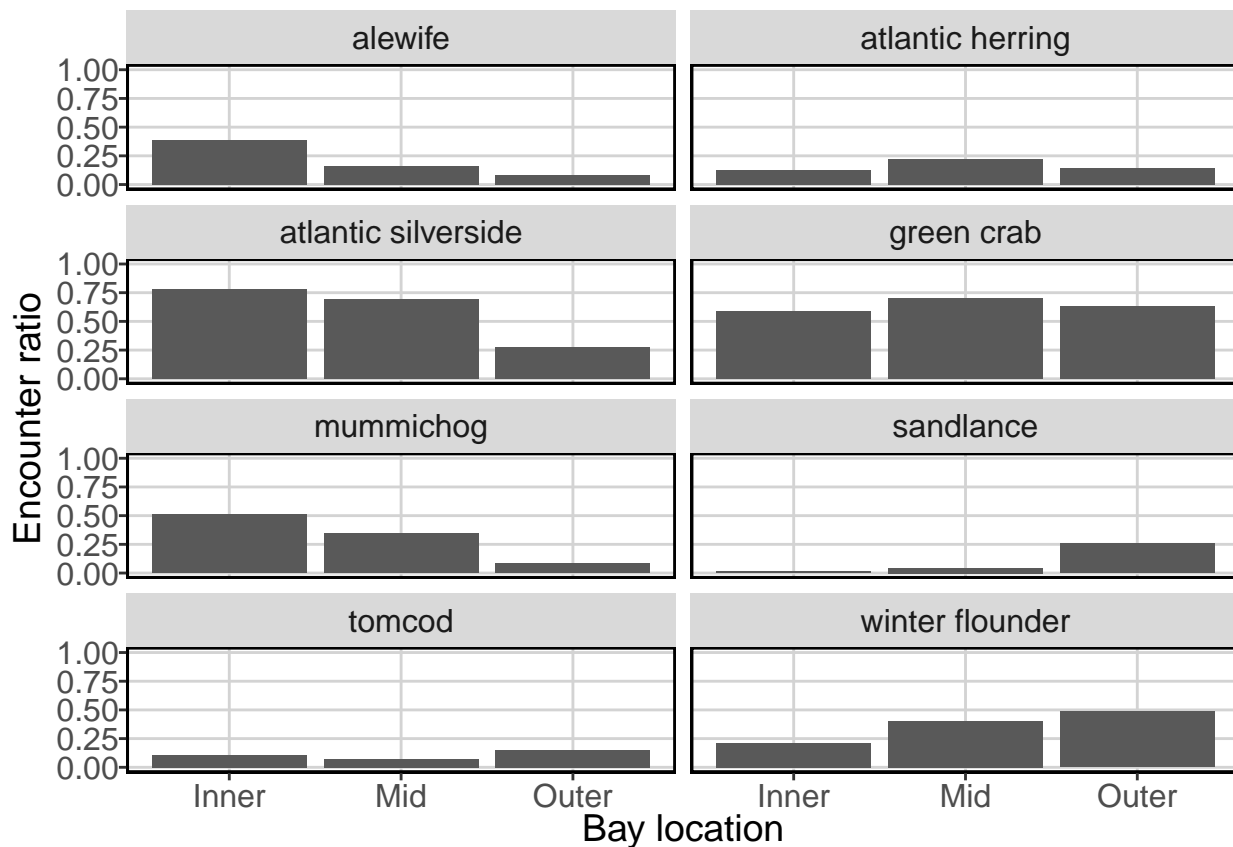 alewife
atlantic herring
1.00
0.75
0.50
0.25
0.00
atlantic silverside
green crab
1.00
0.75
0.50
0.25
0.00
mummichog
sandlance
1.00
0.75
0.50
0.25
0.00
tomcod
winter flounder
1.00
0.75
0.50
0.25
0.00
Inner Mid Outer
Inner Mid Outer
Bay location
Encounter ratio